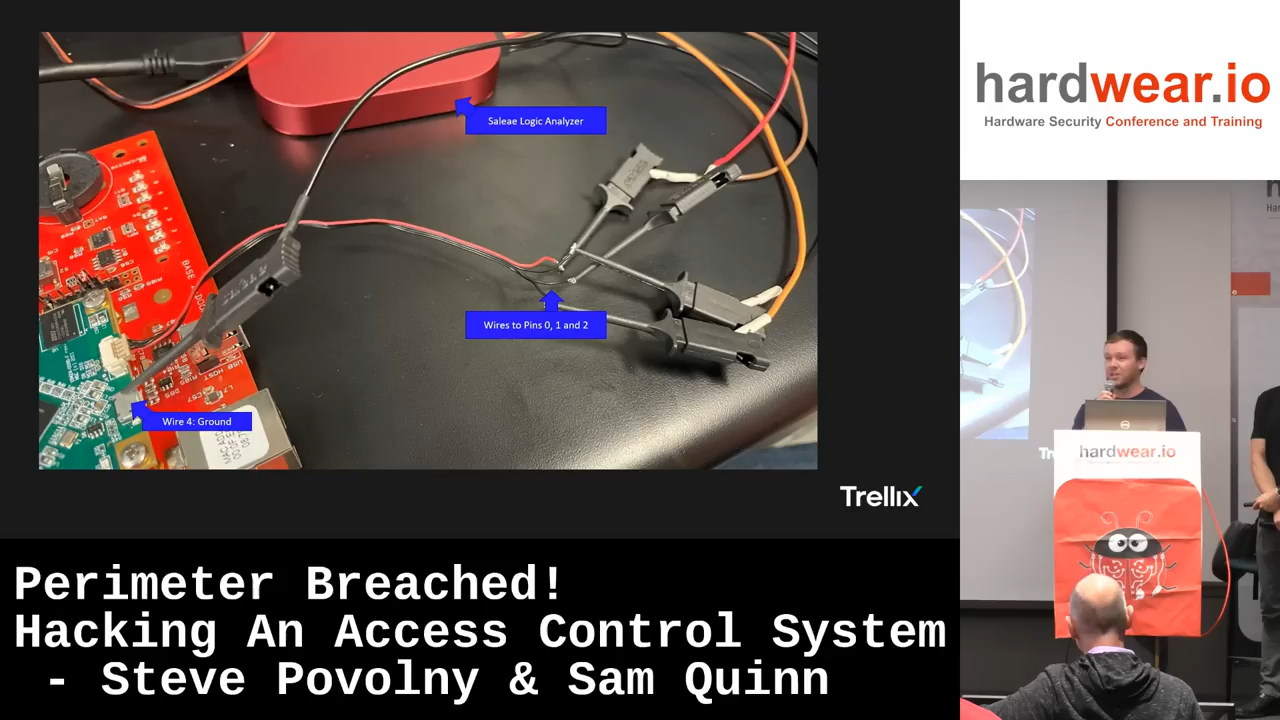 Saleae Logic Analyzer
Wires to Pins 0, 1 and 2
Wire 4: Ground
Trellix
hardwear.io
Hardware Security Conference and Training
hardwear.io
Perimeter Breached!
Hacking An Access Control System
- Steve Povolny & Sam Quinn